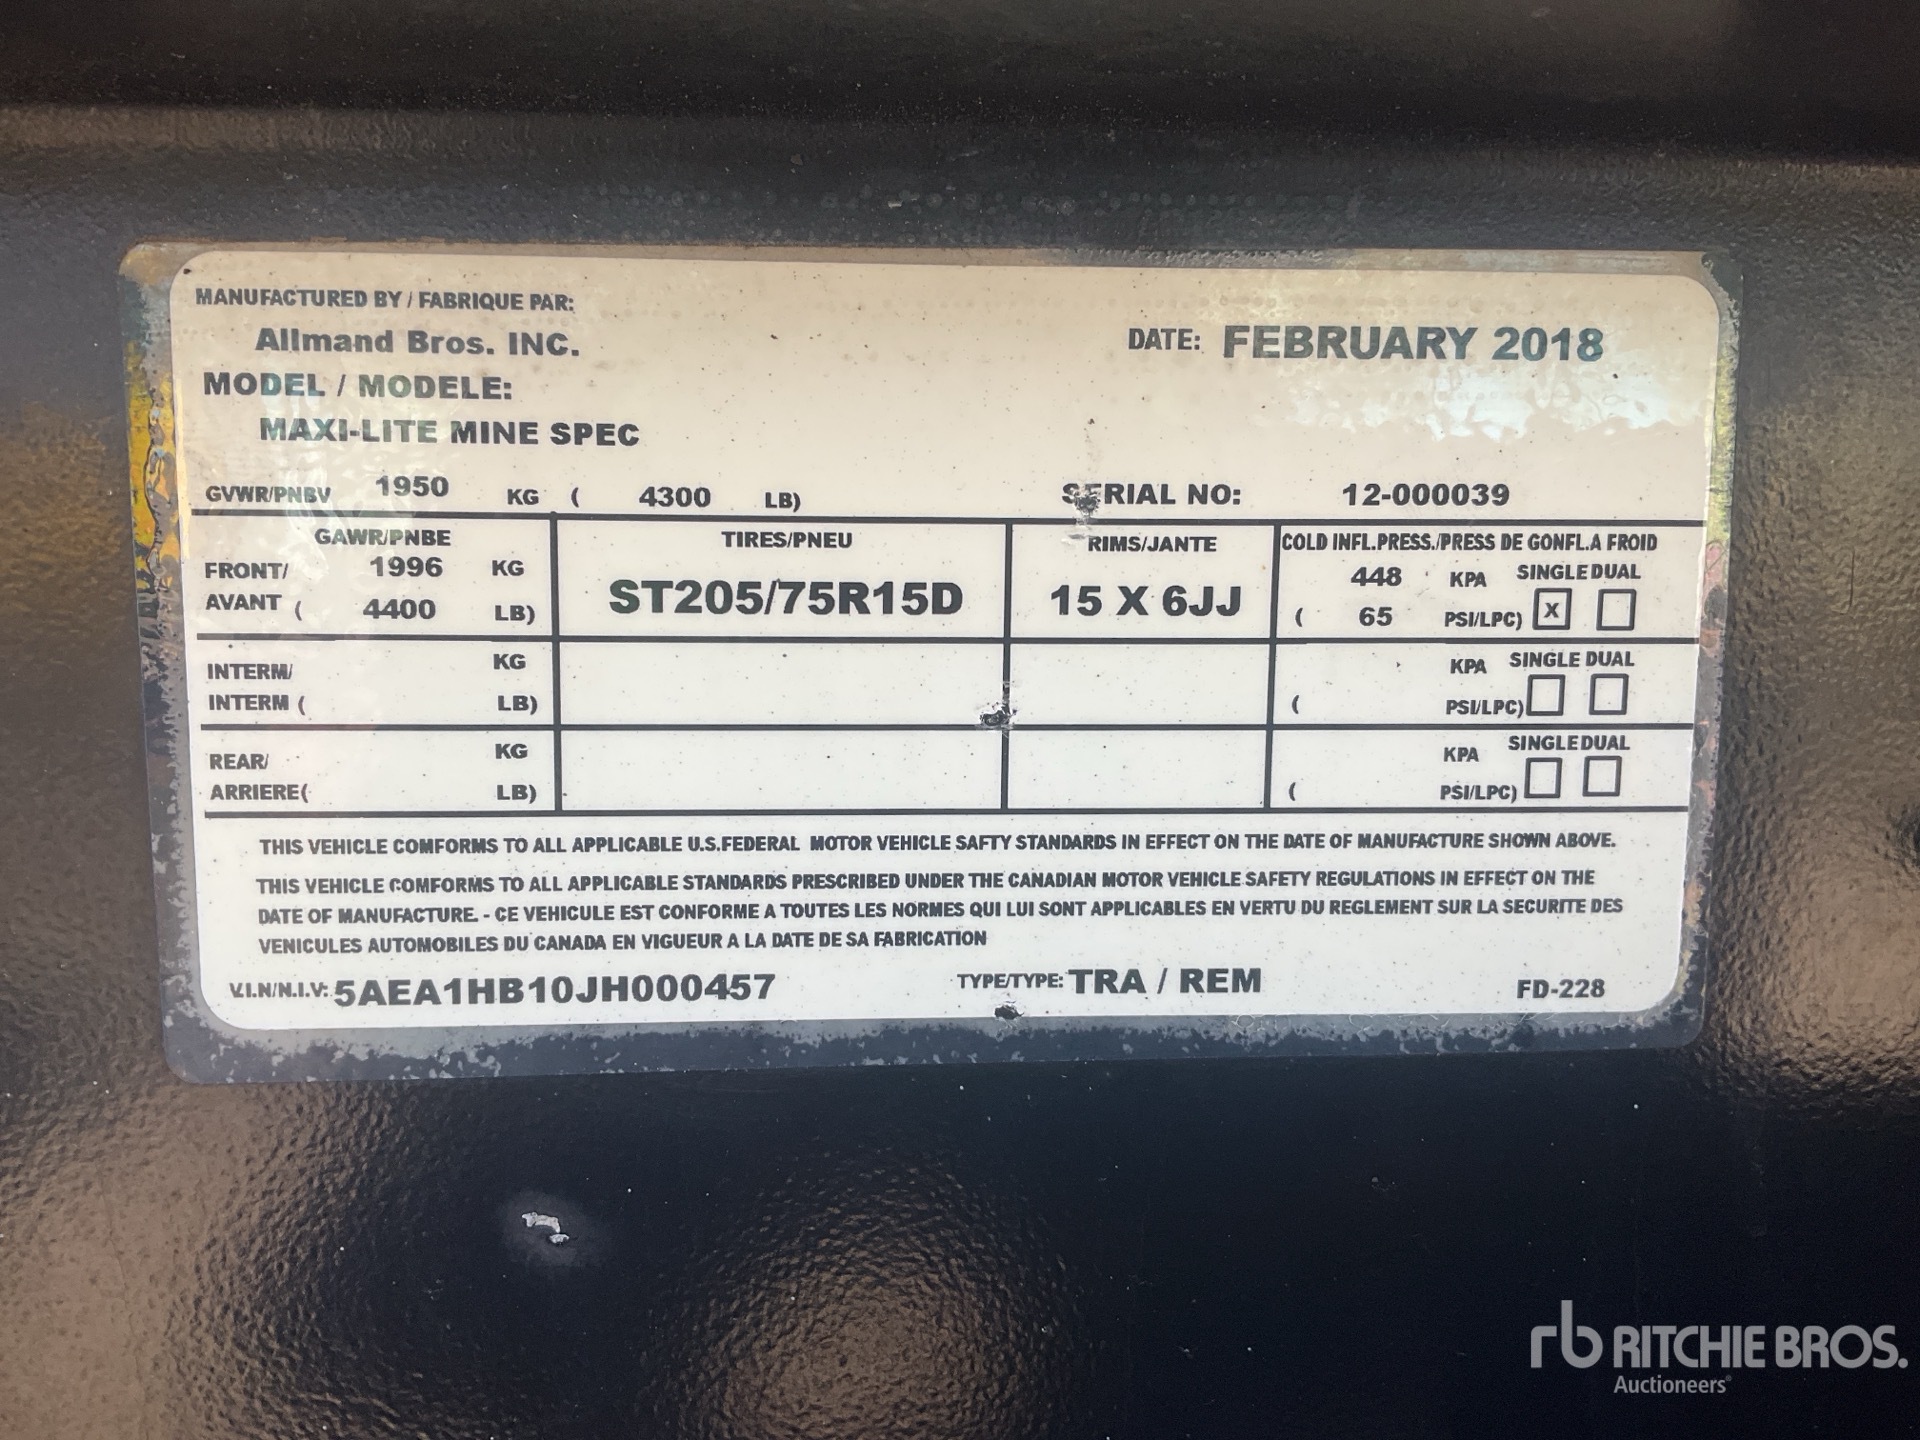 MANUFACTURED BY / FABRIQUE PAR:
Allmand Bros. INC.
DATE: FEBRUARY 2018
MODEL / MODELE:
MAXI-LITE MINE SPEC
GVWR/PNBV 1950 KG ( 4300 LB) SERIAL NO: 12-000039
GAWR/PNBE TIRES/PNEU RIMS/JANTE COLD INFL.PRESS./PRESS DE GONFL.A FROID
FRONT/ 1996 KG ST205/75R15D 15 X 6JJ 448 KPA SINGLE DUAL
AVANT ( 4400 LB) ( 65 PSI/LPC) X
INTERM/ KG KPA SINGLE DUAL
INTERM ( LB) ( PSI/LPC)
REAR/ KG KPA SINGLE DUAL
ARRIERE( LB) ( PSI/LPC)
THIS VEHICLE COMFORMS TO ALL APPLICABLE U.S.FEDERAL MOTOR VEHICLE SAFTY STANDARDS IN EFFECT ON THE DATE OF MANUFACTURE SHOWN ABOVE.
THIS VEHICLE COMFORMS TO ALL APPLICABLE STANDARDS PRESCRIBED UNDER THE CANADIAN MOTOR VEHICLE SAFETY REGULATIONS IN EFFECT ON THE
DATE OF MANUFACTURE. - CE VEHICULE EST CONFORME A TOUTES LES NORMES QUI LUI SONT APPLICABLES EN VERTU DU REGLEMENT SUR LA SECURITE DES
VENICULES AUTOMOBILES DU CANADA EN VIGUEUR A LA DATE DE SA FABRICATION
V.I.N/N.I.V: 5AEA1HB10JH000457 TYPE/TYPE: TRA / REM FD-228
rb RITCHIE BROS.
Auctioneers